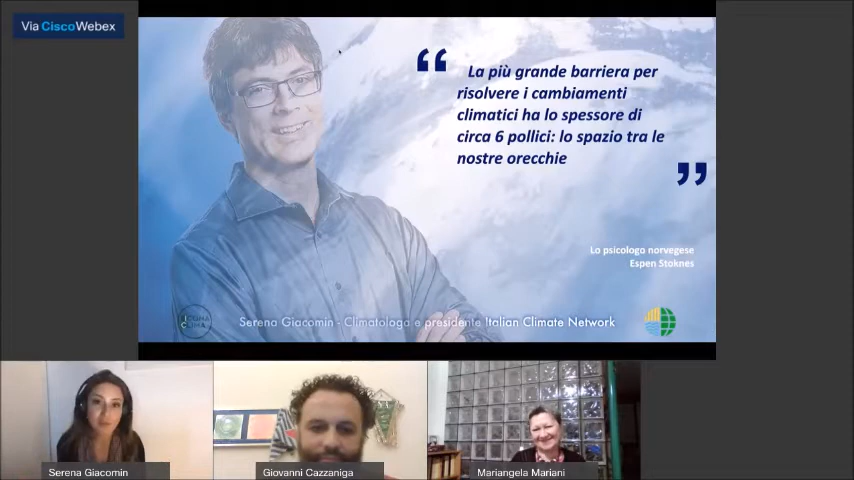 Via CiscoWebex
“
La più grande barriera per
risolvere i cambiamenti
climatici ha lo spessore di
circa 6 pollici: lo spazio tra le
nostre orecchie
”
Lo psicologo norvegese
Espen Stoknes
Serena Giacomin - Climatologa e presidente Italian Climate Network
Serena Giacomin
Giovanni Cazzaniga
Mariangela Mariani